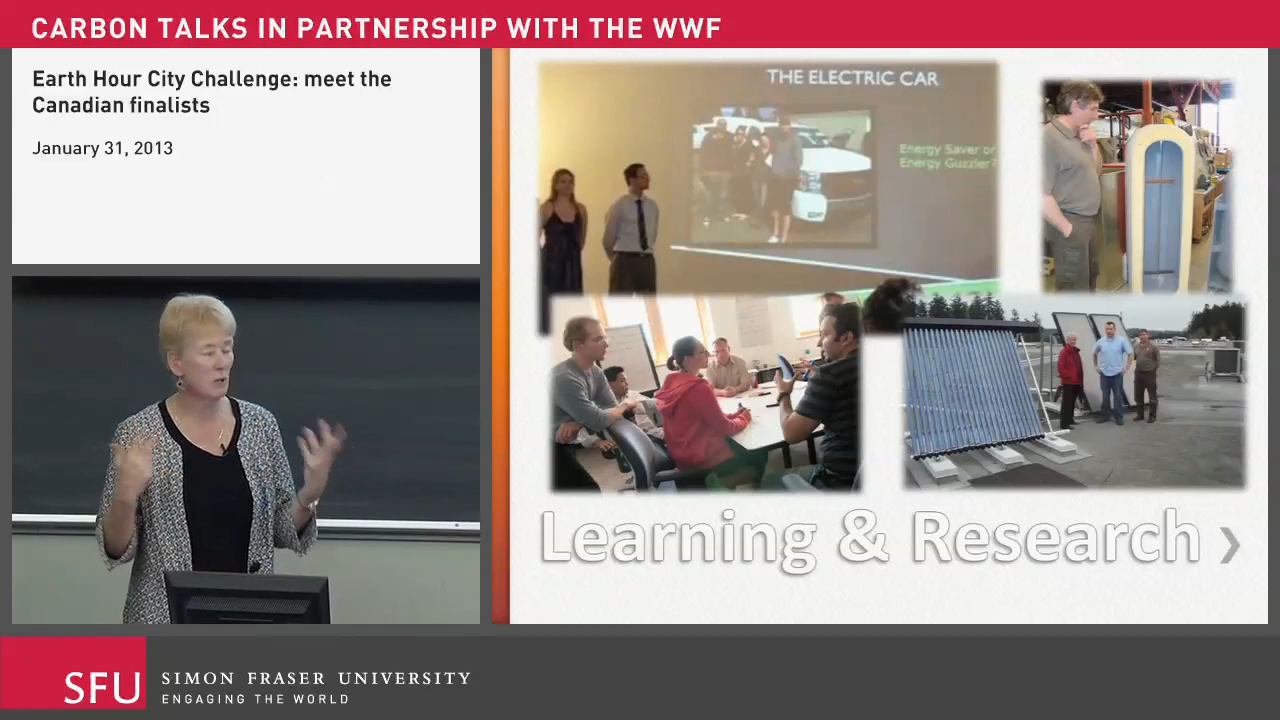 CARBON TALKS IN PARTNERSHIP WITH THE WWF
Earth Hour City Challenge: meet the
Canadian finalists
January 31, 2013
THE ELECTRIC CAR
Energy Saver or
Energy Guzzler?
Learning & Research
SFU
SIMON FRASER UNIVERSITY
ENGAGING THE WORLD